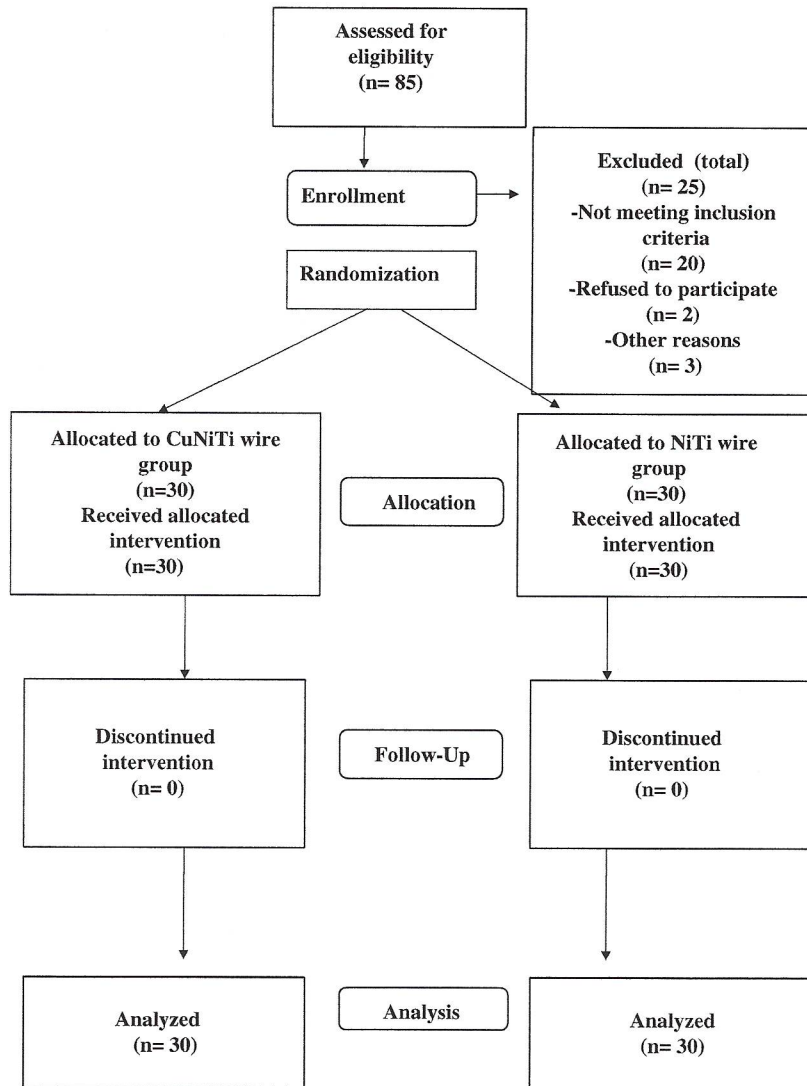 Assessed for
eligibility
(n= 85)
Enrollment
Excluded (total)
(n= 25)
-Not meeting inclusion
criteria
(n= 20)
-Refused to participate
(n= 2)
-Other reasons
(n= 3)
Randomization
Allocated to CuNiTi wire
group
(n=30)
Received allocated
intervention
(n=30)
Allocation
Allocated to NiTi wire
group
(n=30)
Received allocated
intervention
(n=30)
Discontinued
intervention
(n= 0)
Follow-Up
Discontinued
intervention
(n= 0)
Analyzed
(n= 30)
Analysis
Analyzed
(n= 30)